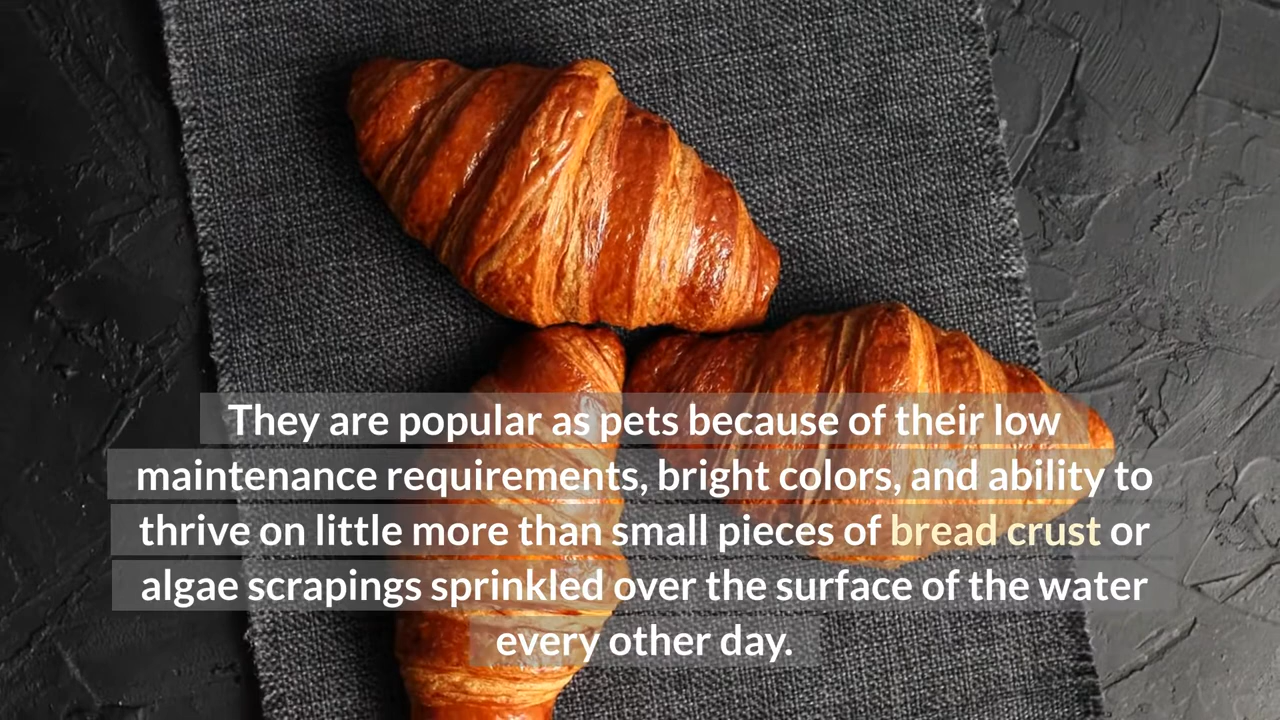 They are popular as pets because of their low
maintenance requirements, bright colors, and ability to
thrive on little more than small pieces of bread crust or
algae scrapings sprinkled over the surface of the water
every other day.